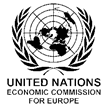 UNITED NATIONS
ECONOMIC COMMISSION
FOR EUROPE